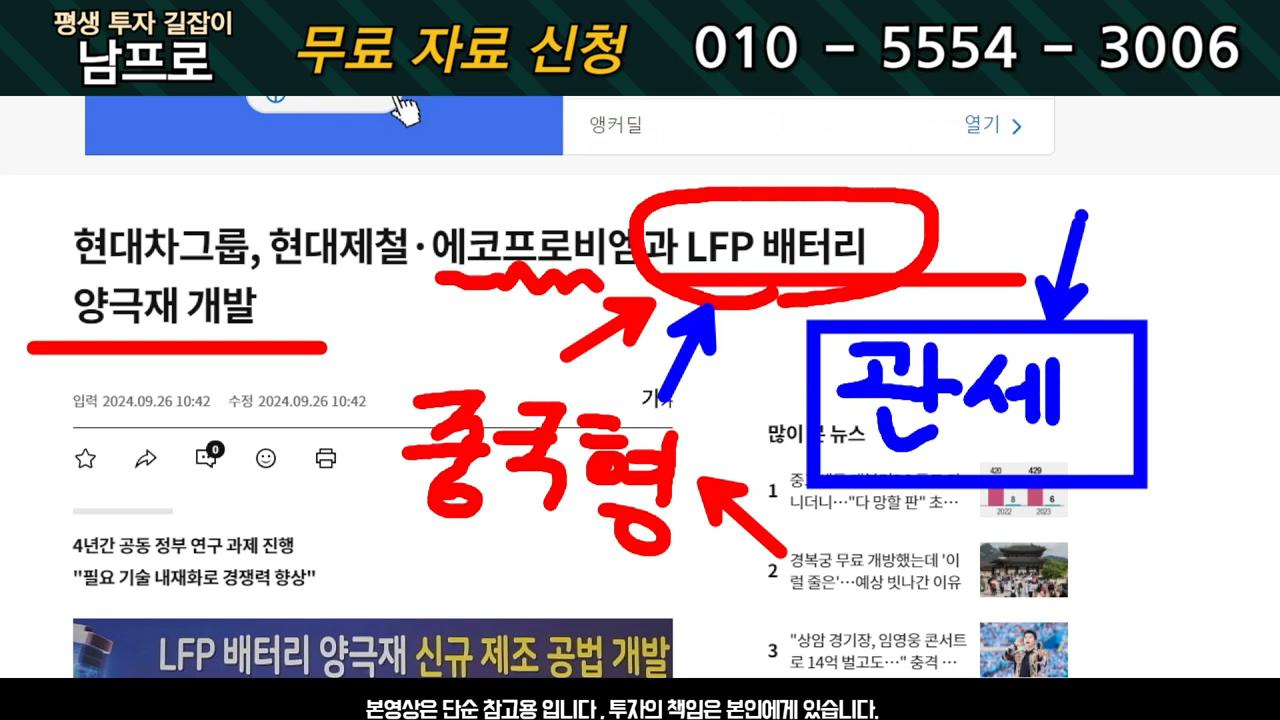 평생 투자 길잡이
남프로
무료 자료 신청
010 - 5554 - 3006
앵커딜
열기
현대차그룹, 현대제철·에코프로비엠과 LFP 배터리
양극재 개발
관세
입력 2024.09.26 10:42 수정 2024.09.26 10:42
가
중국형
0
많이 본 뉴스
1
니더니…"다 망할 판" 초…
420 429
8 6
2022 2023
4년간 공동 정부 연구 과제 진행
"필요 기술 내재화로 경쟁력 향상"
2
경복궁 무료 개방했는데 '이
럴 줄은'…예상 빗나간 이유
3
"상암 경기장, 임영웅 콘서트
로 14억 벌고도…" 충격 …
LFP 배터리 양극재 신규 제조 공법 개발
본영상은 단순 참고용 입니다 , 투자의 책임은 본인에게 있습니다.